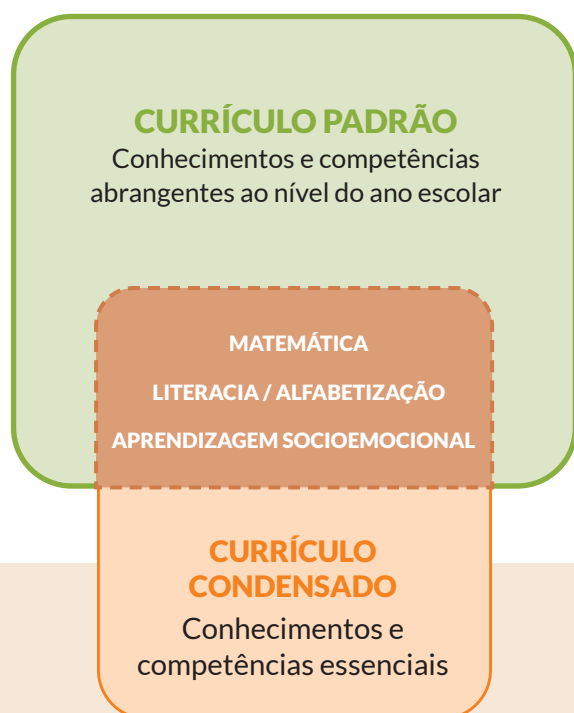 CURRÍCULO PADRÃO
Conhecimentos e competências
abrangentes ao nível do ano escolar
MATEMÁTICA
LITERACIA / ALFABETIZAÇÃO
APRENDIZAGEM SOCIOEMOCIONAL
CURRÍCULO
CONDENSADO
Conhecimentos e
competências essenciais